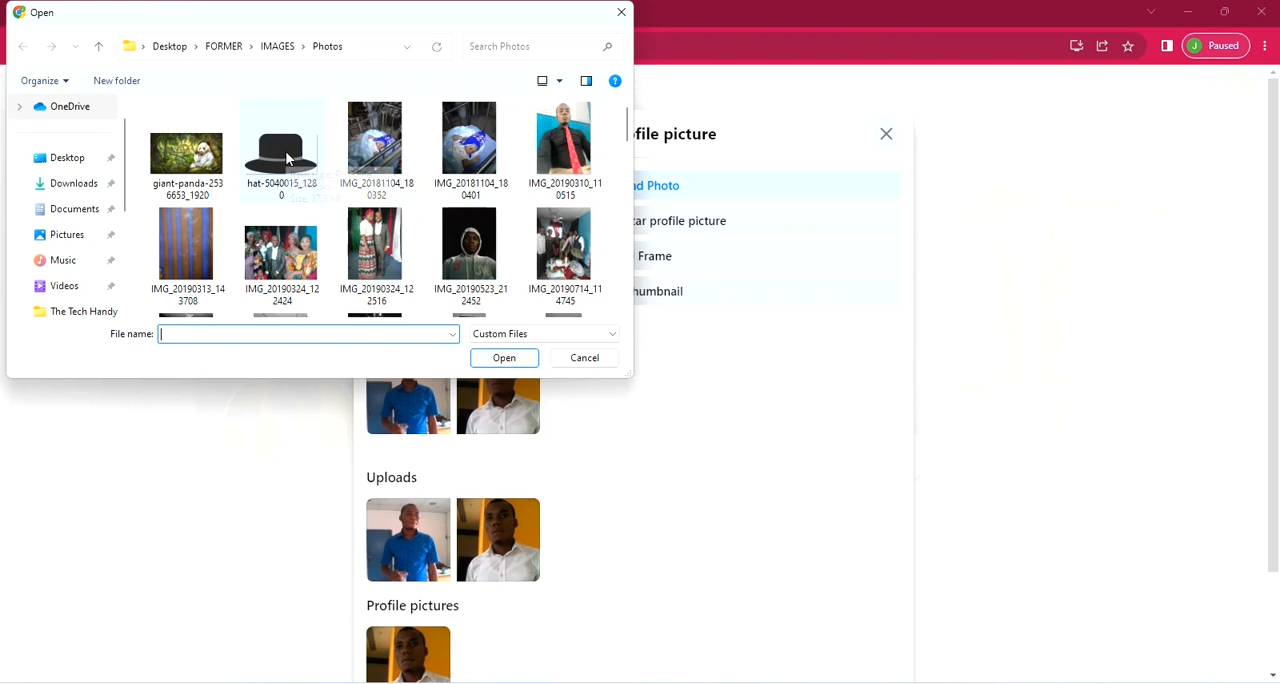 Open
J Paused
Desktop › FORMER › IMAGES › Photos
Search Photos
Organize
New folder
OneDrive
Desktop
Downloads
Documents
Pictures
Music
Videos
The Tech Handy
giant-panda-253
6653_1920
hat-5040015_128
0
IMG_20181104_18
0352
IMG_20181104_18
0401
IMG_20190310_11
0515
IMG_20190313_14
3708
IMG_20190324_12
2424
IMG_20190324_12
2516
IMG_20190523_21
2452
IMG_20190714_11
4745
File name:
Custom Files
Open
Cancel
file picture
d Photo
tar profile picture
Frame
humbnail
Uploads
Profile pictures